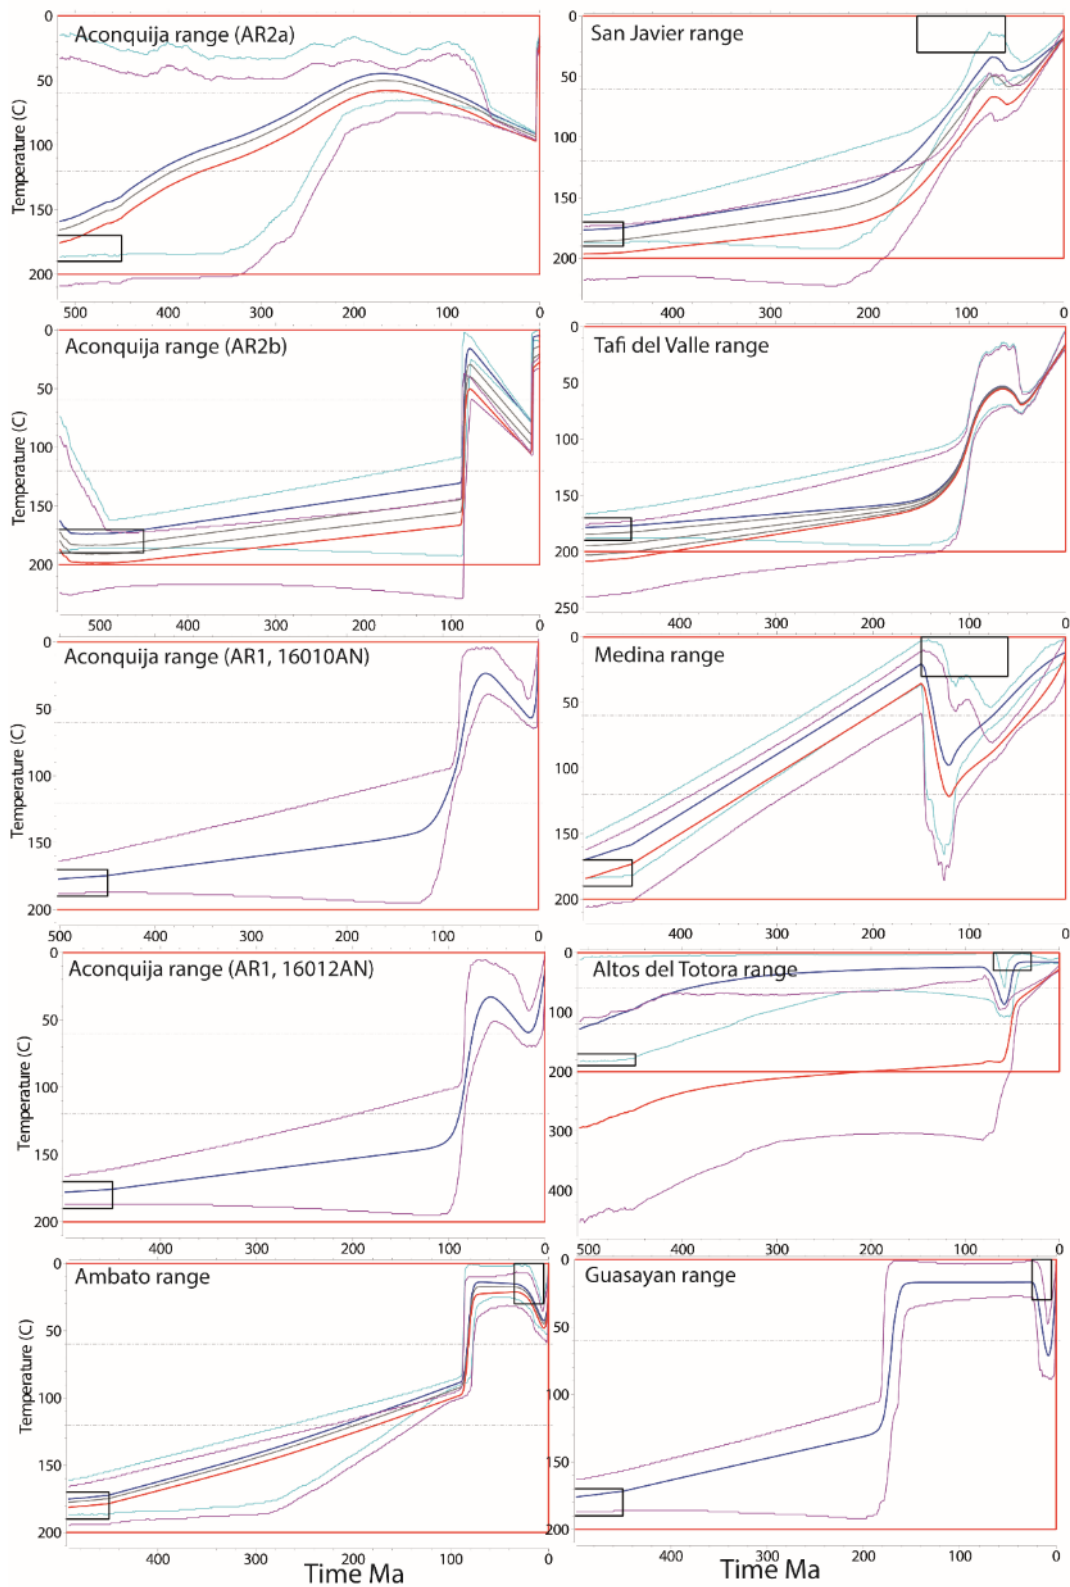 Aconquija range (AR2a)
0
50
100
150
200
Temperature (C)
500 400 300 200 100 0
San Javier range
0
50
100
150
200
400 300 200 100 0
Aconquija range (AR2b)
0
50
100
150
200
Temperature (C)
500 400 300 200 100 0
Tafi del Valle range
0
50
100
150
200
250
400 300 200 100 0
Aconquija range (AR1, 16010AN)
0
50
100
150
200
Temperature (C)
500 400 300 200 100 0
Medina range
0
50
100
150
200
500 400 300 200 100 0
Aconquija range (AR1, 16012AN)
0
50
100
150
200
Temperature (C)
400 300 200 100 0
Altos del Totora range
0
100
200
300
400
500 400 300 200 100 0
Ambato range
0
50
100
150
200
Temperature (C)
400 300 200 100 0
Time Ma
Guasayan range
0
50
100
150
200
400 300 200 100 0
Time Ma